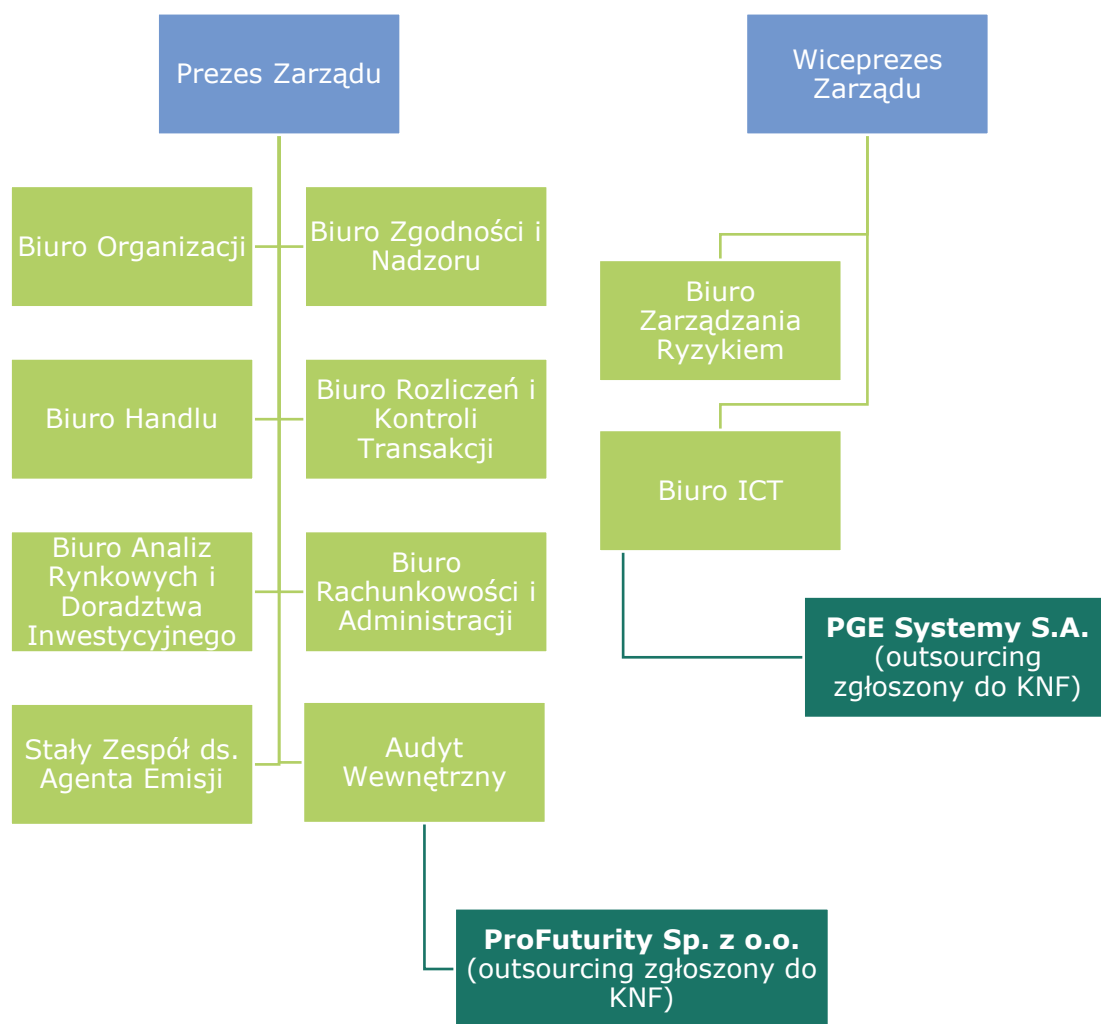 Prezes Zarządu
Wiceprezes
Zarządu
Biuro Organizacji
Biuro Zgodności i
Nadzoru
Biuro
Zarządzania
Ryzykiem
Biuro Handlu
Biuro Rozliczeń i
Kontroli
Transakcji
Biuro ICT
Biuro Analiz
Rynkowych i
Doradztwa
Inwestycyjnego
Biuro
Rachunkowości i
Administracji
PGE Systemy S.A.
(outsourcing
zgłoszony do KNF)
Stały Zespół ds.
Agenta Emisji
Audyt
Wewnętrzny
ProFuturity Sp. z o.o.
(outsourcing zgłoszony do
KNF)